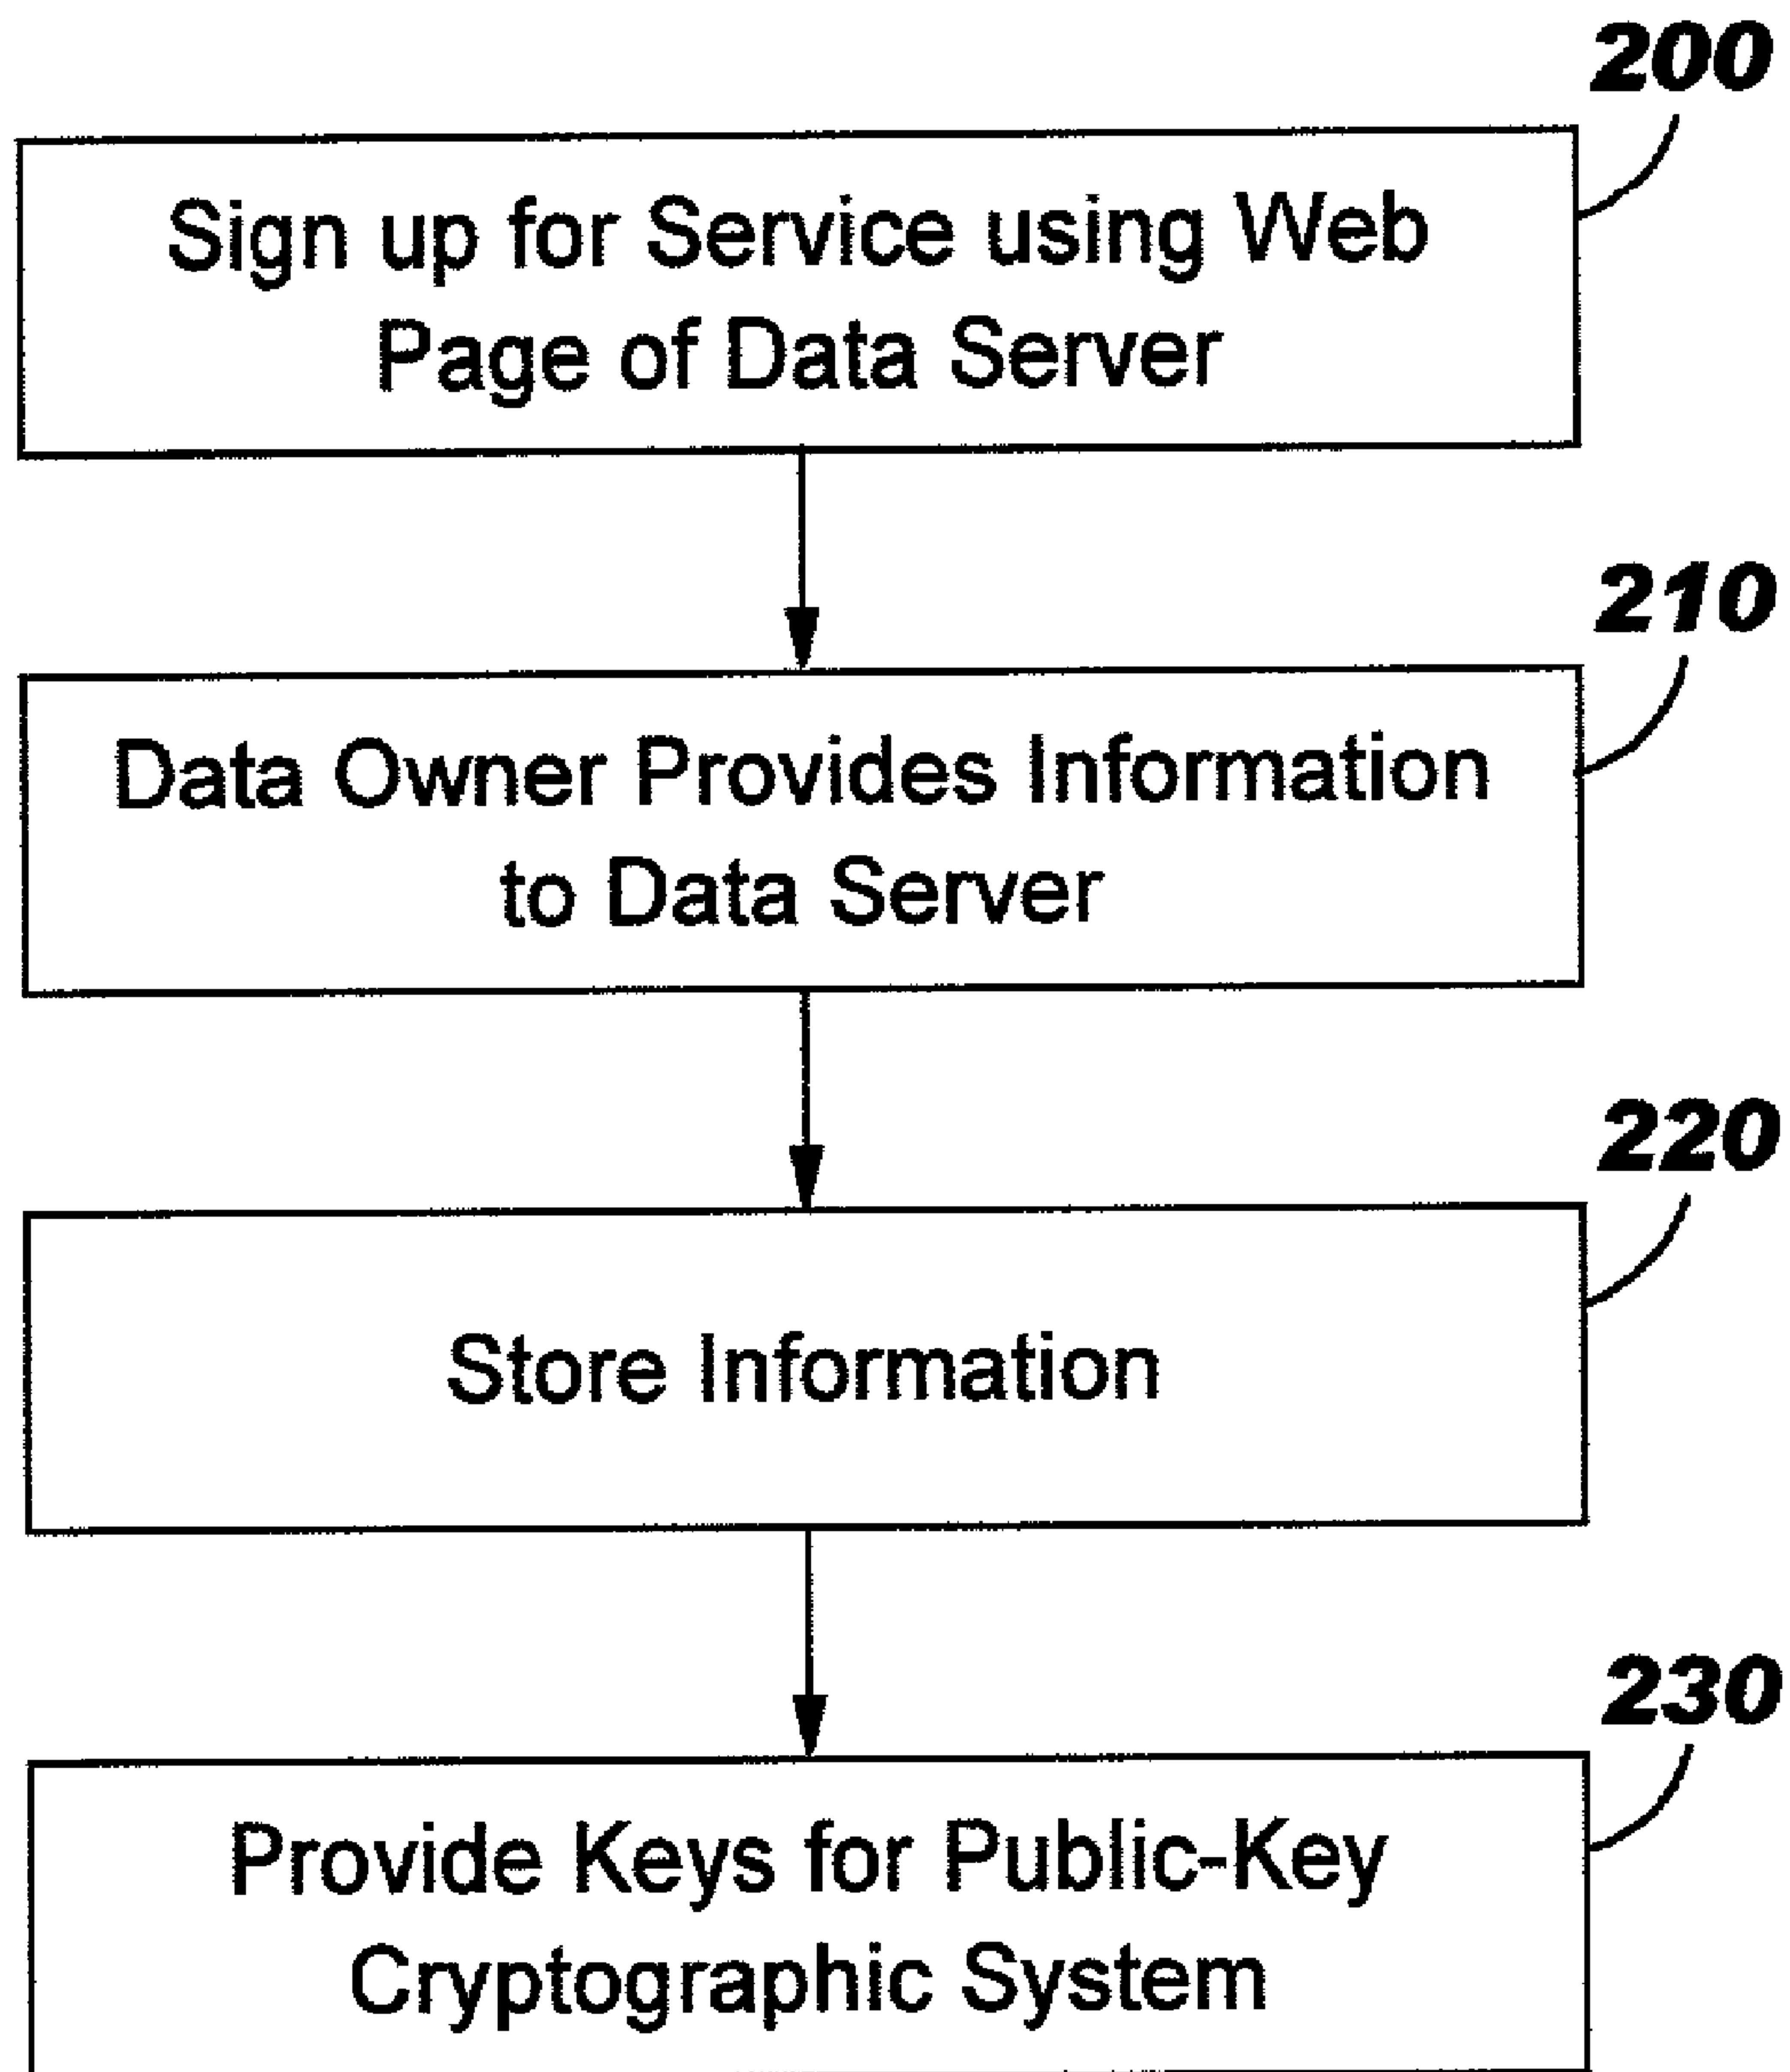 200
Sign up for Service using Web
Page of Data Server
210
Data Owner Provides Information
to Data Server
220
Store Information
230
Provide Keys for Public-Key
Cryptographic System